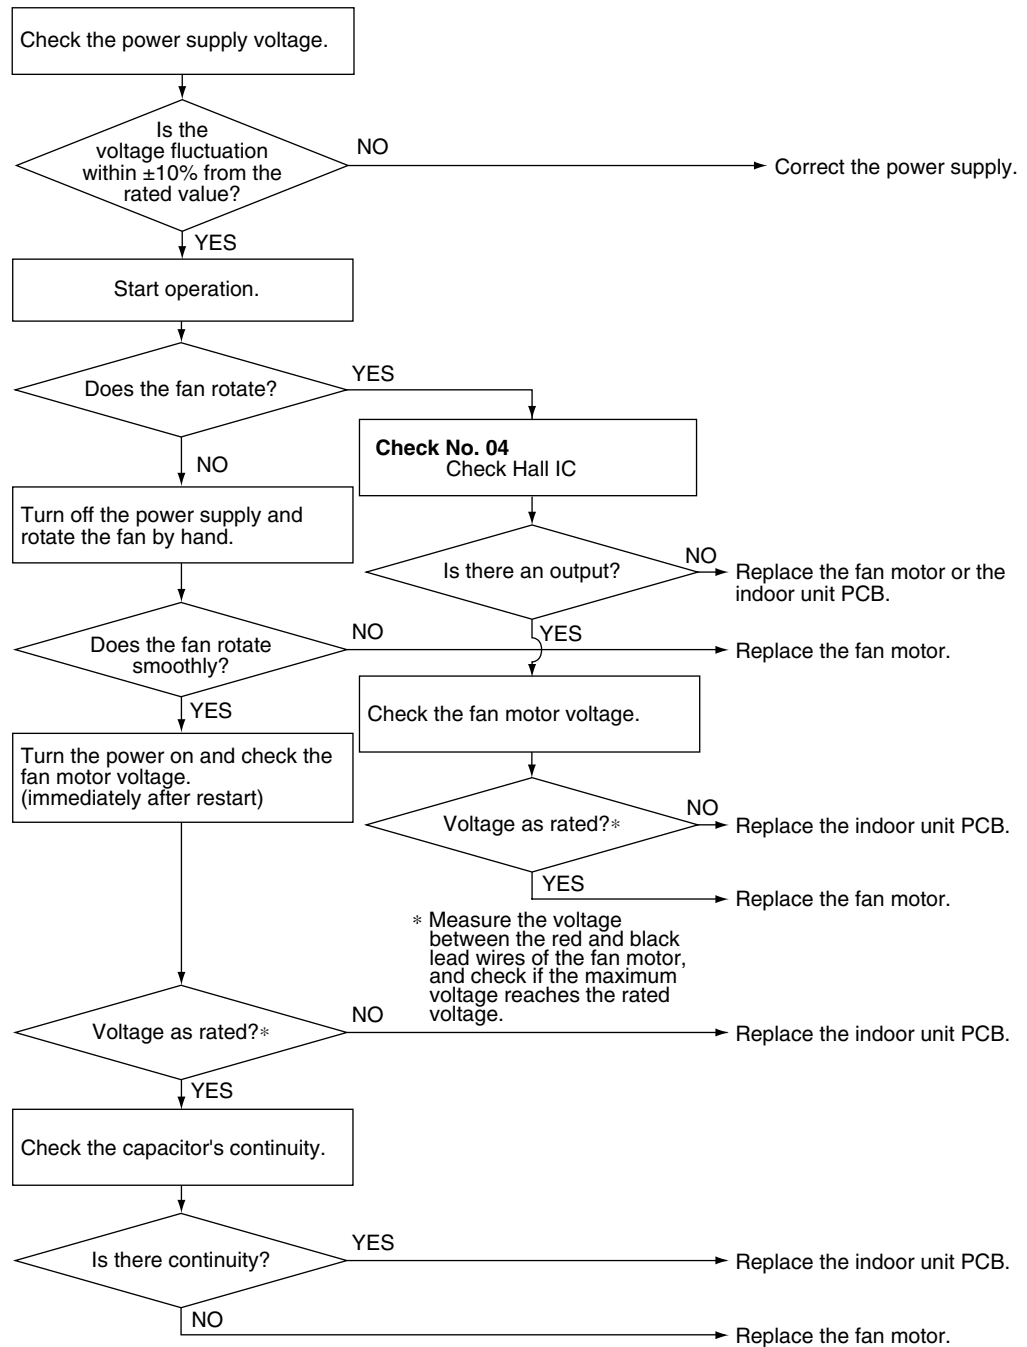 Check the power supply voltage.
Is the
voltage fluctuation
within ±10% from the
rated value?
NO
Correct the power supply.
YES
Start operation.
Does the fan rotate?
YES
Check No. 04
Check Hall IC
NO
Turn off the power supply and
rotate the fan by hand.
Is there an output?
NO
Replace the fan motor or the
indoor unit PCB.
YES
Does the fan rotate
smoothly?
NO
Replace the fan motor.
YES
Check the fan motor voltage.
Turn the power on and check the
fan motor voltage.
(immediately after restart)
Voltage as rated?*
NO
Replace the indoor unit PCB.
YES
Replace the fan motor.
* Measure the voltage
between the red and black
lead wires of the fan motor,
and check if the maximum
voltage reaches the rated
voltage.
Voltage as rated?*
NO
Replace the indoor unit PCB.
YES
Check the capacitor's continuity.
Is there continuity?
YES
Replace the indoor unit PCB.
NO
Replace the fan motor.